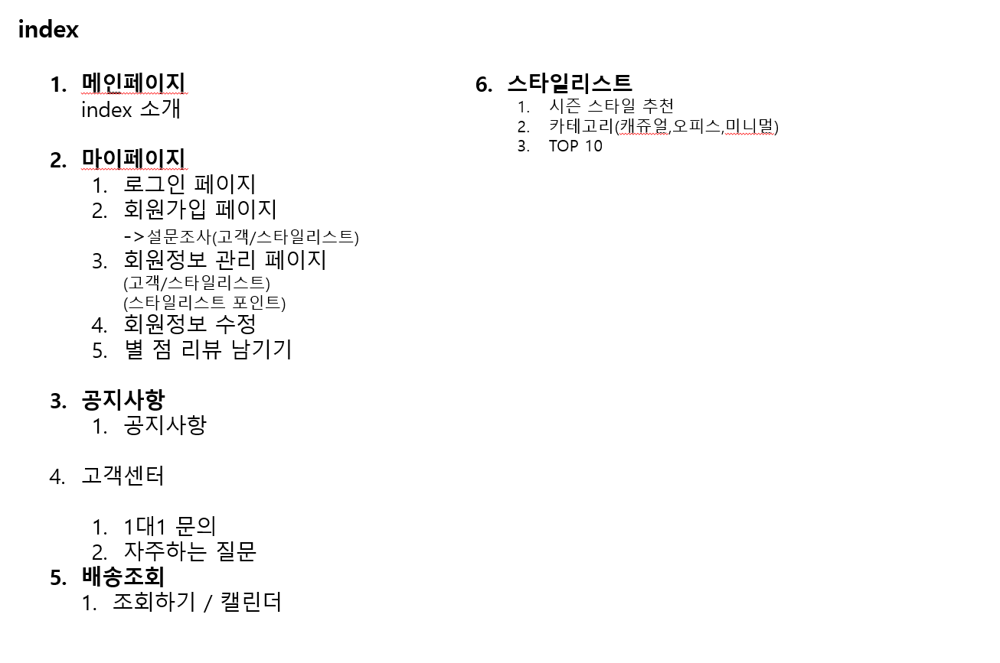 index
1. 메인페이지
index 소개
2. 마이페이지
1. 로그인 페이지
2. 회원가입 페이지
->설문조사(고객/스타일리스트)
3. 회원정보 관리 페이지
(고객/스타일리스트)
(스타일리스트 포인트)
4. 회원정보 수정
5. 별 점 리뷰 남기기
3. 공지사항
1. 공지사항
4. 고객센터
1. 1대1 문의
2. 자주하는 질문
5. 배송조회
1. 조회하기 / 캘린더
6. 스타일리스트
1. 시즌 스타일 추천
2. 카테고리(캐쥬얼,오피스,미니멀)
3. TOP 10